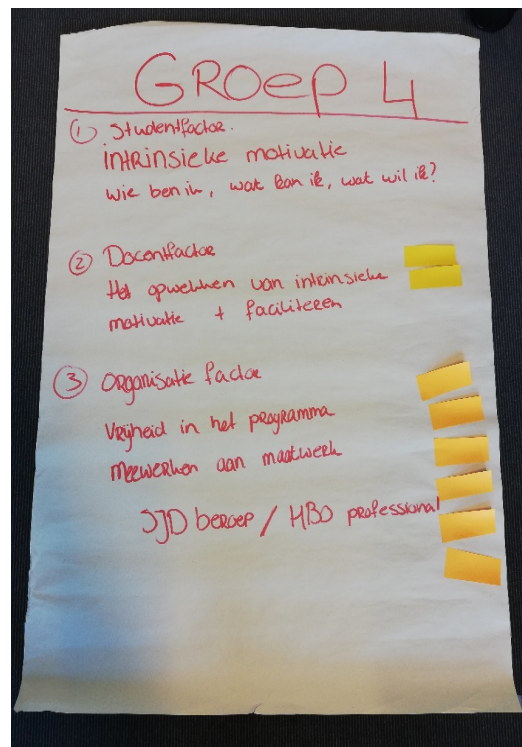 GROEP 4
① Studentfactor.
INTRINSIEKE motivatie
wie ben ik, wat kan ik, wat wil ik?
② Docentfactor
Het opwekken van intrinsieke
motivatie + faciliteren
③ Organisatie factor
Vrijheid in het programma
Meewerken aan maatwerk
SJD beroep / HBO professional